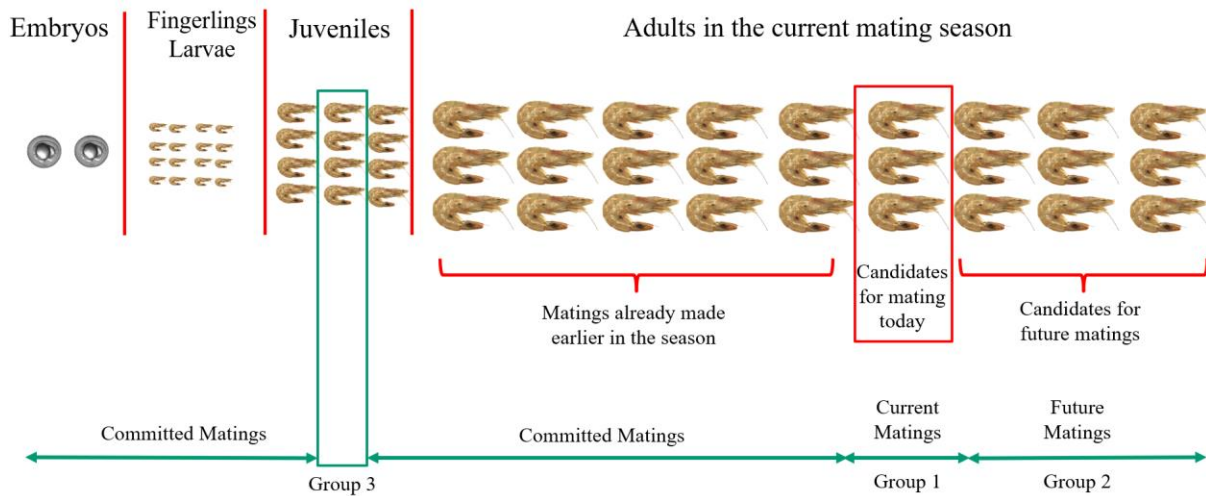 Embryos
Fingerlings
Larvae
Juveniles
Adults in the current mating season
Matings already made
earlier in the season
Candidates
for mating
today
Candidates for
future matings
Committed Matings
Committed Matings
Current
Matings
Future
Matings
Group 3
Group 1
Group 2